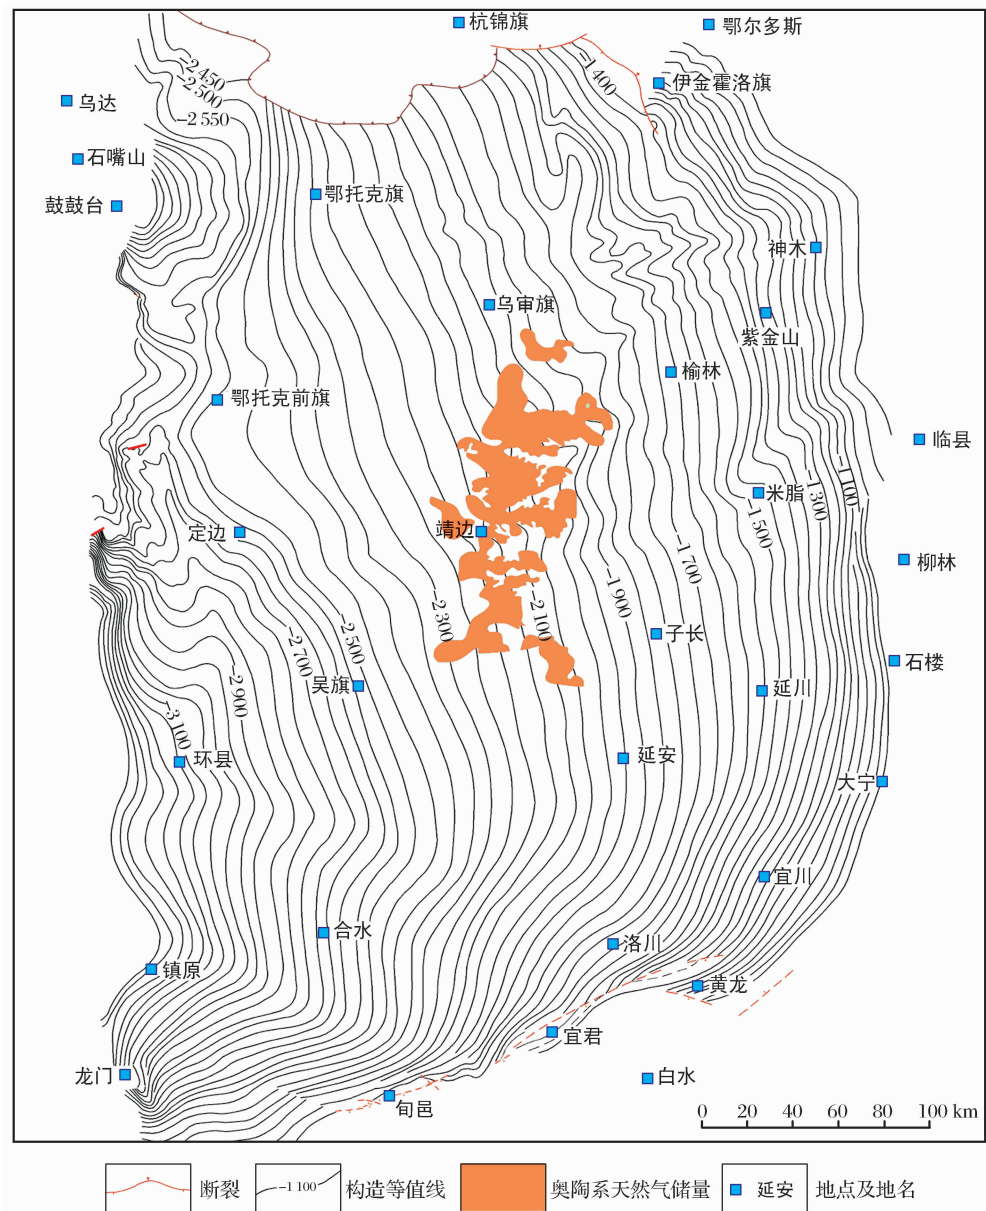 杭锦旗
鄂尔多斯
-2 450
-2 500
-2 550
-1 400
伊金霍洛旗
乌达
石嘴山
鼓鼓台
鄂托克旗
神木
乌审旗
紫金山
榆林
鄂托克前旗
临县
-1 100
米脂
-1 300
-1 500
定边
靖边
-1 700
柳林
-1 900
-2 100
-2 300
-2 500
子长
-2 700
石楼
吴旗
延川
-2 900
-3 100
环县
延安
大宁
宜川
合水
洛川
镇原
黄龙
宜君
龙门
白水
旬邑
0 20 40 60 80 100 km
断裂
-1 100
构造等值线
奥陶系天然气储量
延安
地点及地名